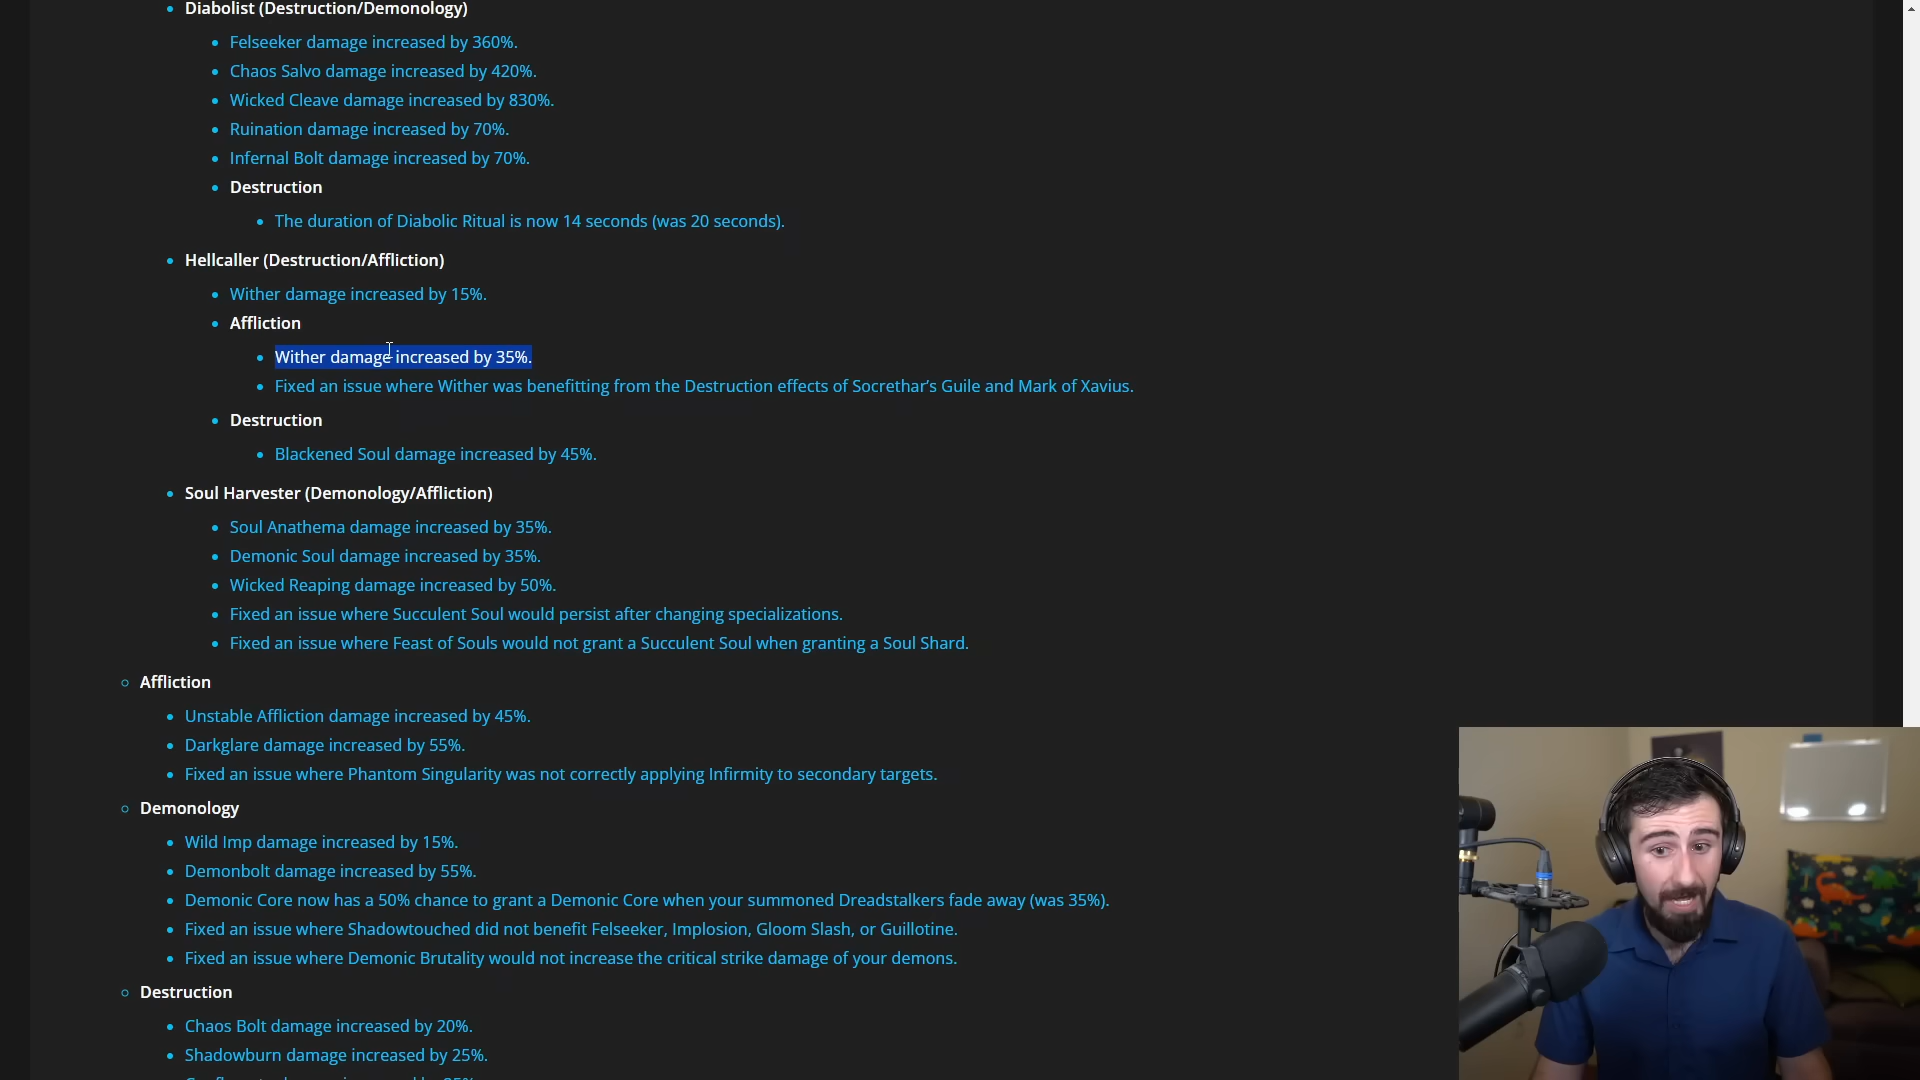 Diabolist (Destruction/Demonology)
Felseeker damage increased by 360%.
Chaos Salvo damage increased by 420%.
Wicked Cleave damage increased by 830%.
Ruination damage increased by 70%.
Infernal Bolt damage increased by 70%.
Destruction
The duration of Diabolic Ritual is now 14 seconds (was 20 seconds).
Hellcaller (Destruction/Affliction)
Wither damage increased by 15%.
Affliction
Wither damage increased by 35%.
Fixed an issue where Wither was benefitting from the Destruction effects of Socrethar’s Guile and Mark of Xavius.
Destruction
Blackened Soul damage increased by 45%.
Soul Harvester (Demonology/Affliction)
Soul Anathema damage increased by 35%.
Demonic Soul damage increased by 35%.
Wicked Reaping damage increased by 50%.
Fixed an issue where Succulent Soul would persist after changing specializations.
Fixed an issue where Feast of Souls would not grant a Succulent Soul when granting a Soul Shard.
Affliction
Unstable Affliction damage increased by 45%.
Darkglare damage increased by 55%.
Fixed an issue where Phantom Singularity was not correctly applying Infirmity to secondary targets.
Demonology
Wild Imp damage increased by 15%.
Demonbolt damage increased by 55%.
Demonic Core now has a 50% chance to grant a Demonic Core when your summoned Dreadstalkers fade away (was 35%).
Fixed an issue where Shadowtouched did not benefit Felseeker, Implosion, Gloom Slash, or Guillotine.
Fixed an issue where Demonic Brutality would not increase the critical strike damage of your demons.
Destruction
Chaos Bolt damage increased by 20%.
Shadowburn damage increased by 25%.